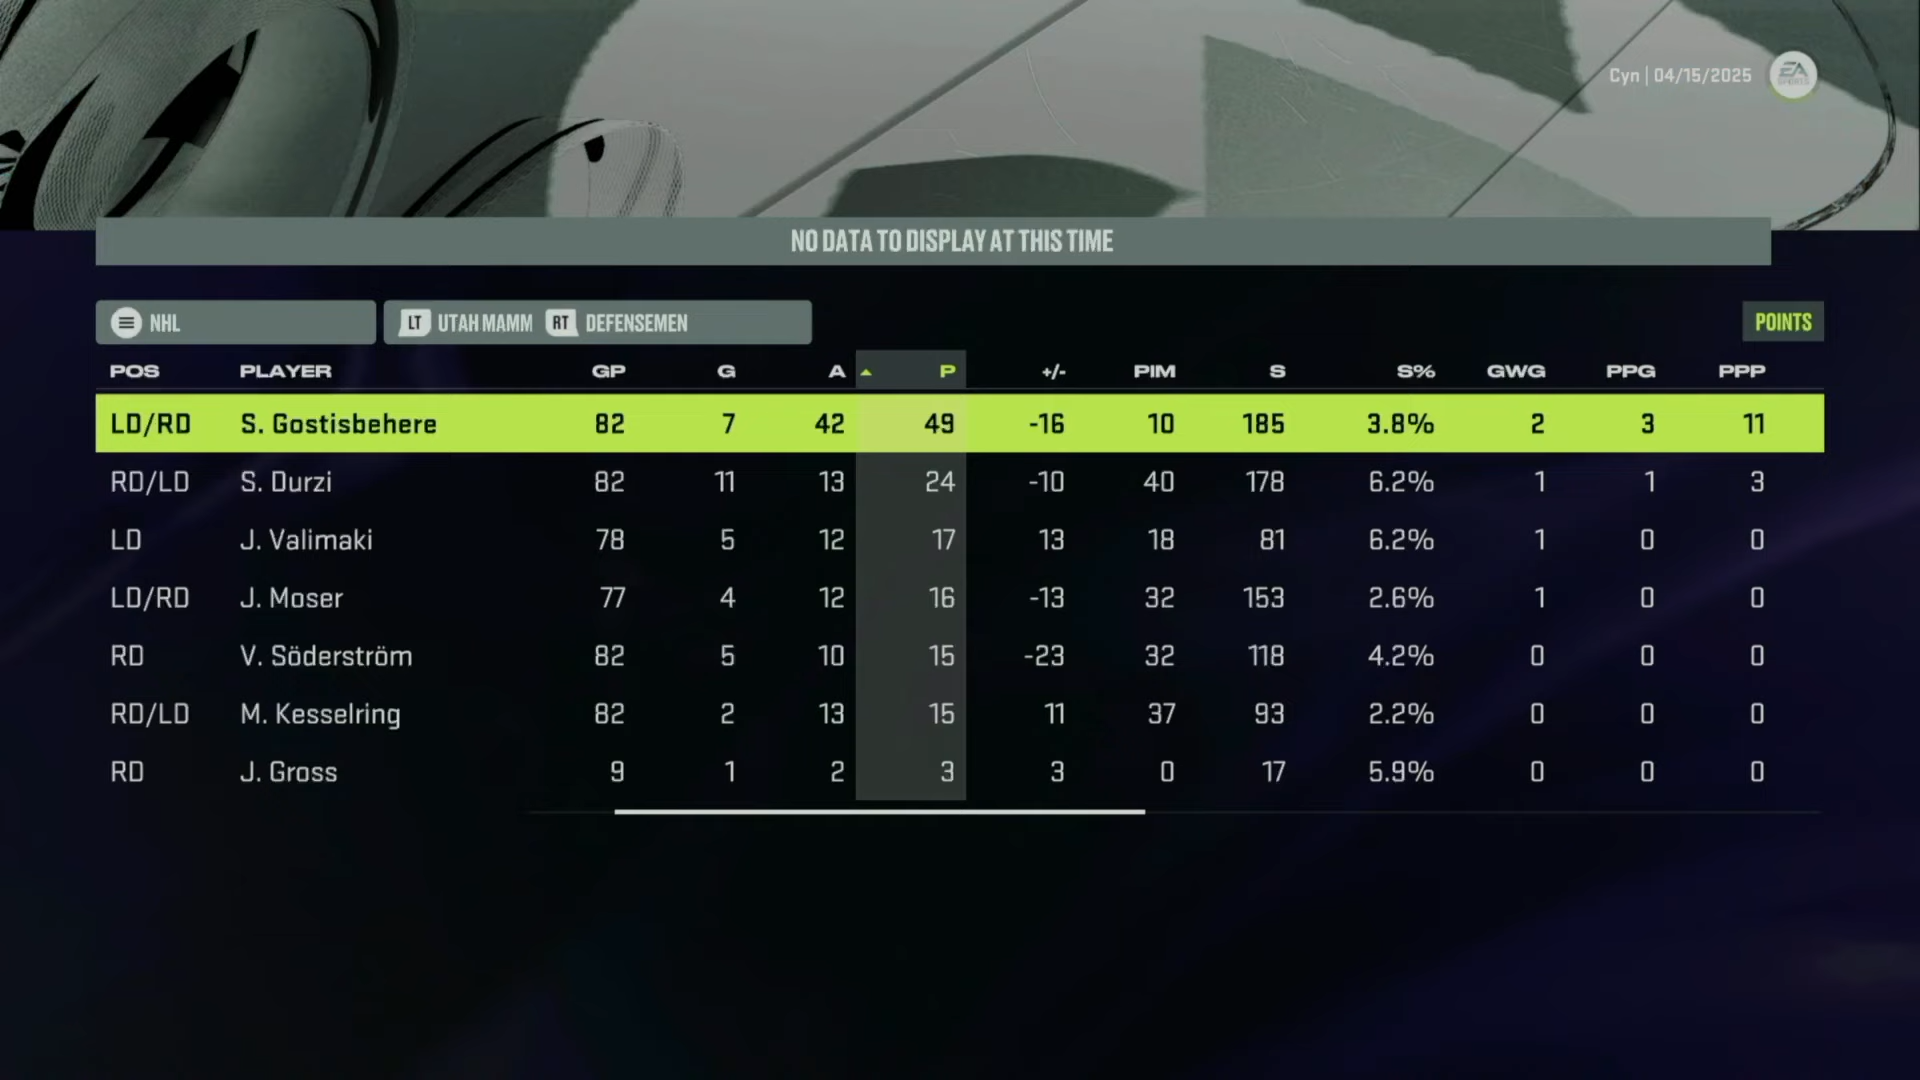 Cyn | 04/15/2025
EA SPORTS
NO DATA TO DISPLAY AT THIS TIME
NHL LT UTAH MAMM RT DEFENSEMEN POINTS
POS PLAYER GP G A P +/- PIM S S% GWG PPG PPP
LD/RD S. Gostisbehere 82 7 42 49 -16 10 185 3.8% 2 3 11
RD/LD S. Durzi 82 11 13 24 -10 40 178 6.2% 1 1 3
LD J. Valimaki 78 5 12 17 13 18 81 6.2% 1 0 0
LD/RD J. Moser 77 4 12 16 -13 32 153 2.6% 1 0 0
RD V. Söderström 82 5 10 15 -23 32 118 4.2% 0 0 0
RD/LD M. Kesselring 82 2 13 15 11 37 93 2.2% 0 0 0
RD J. Gross 9 1 2 3 3 0 17 5.9% 0 0 0